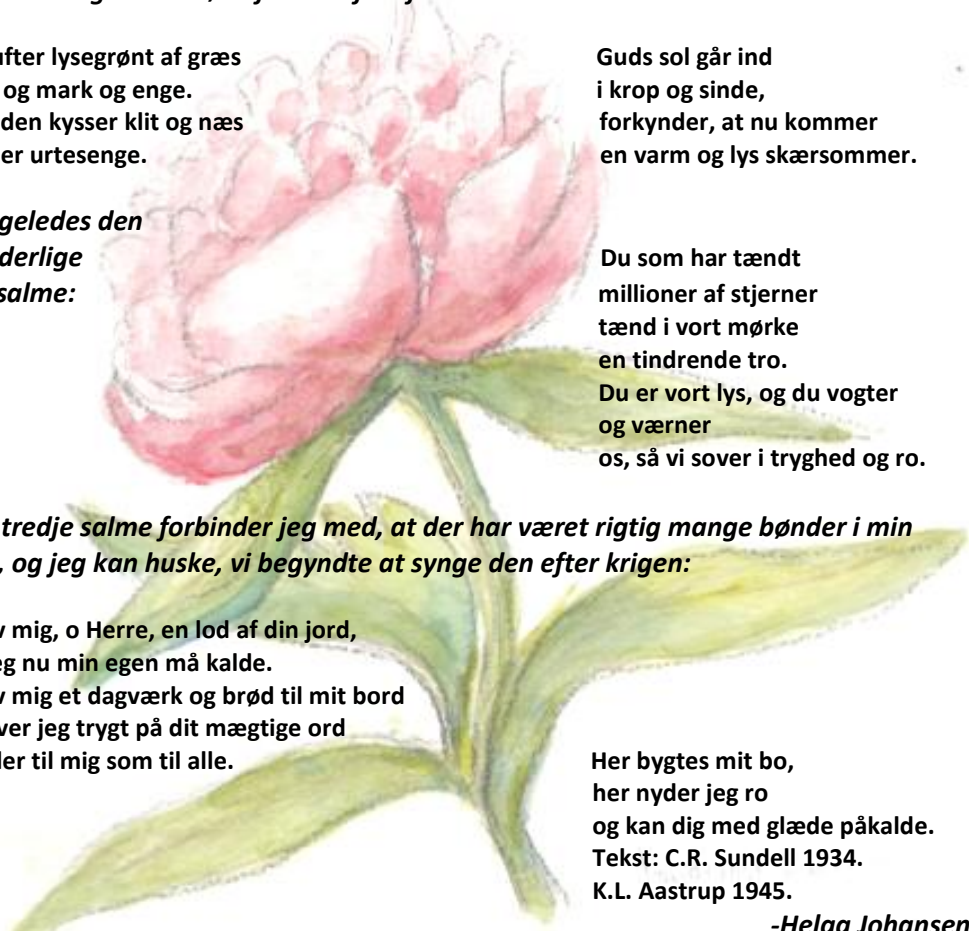 ufter lysegrønt af græs
og mark og enge.
den kysser klit og næs
er urtesenge.
Guds sol går ind
i krop og sinde,
forkynder, at nu kommer
en varm og lys skærsommer.
geledes den
derlige
salme:
Du som har tændt
millioner af stjerner
tænd i vort mørke
en tindrende tro.
Du er vort lys, og du vogter
og værner
os, så vi sover i tryghed og ro.
tredje salme forbinder jeg med, at der har været rigtig mange bønder i min
, og jeg kan huske, vi begyndte at synge den efter krigen:
v mig, o Herre, en lod af din jord,
eg nu min egen må kalde.
v mig et dagværk og brød til mit bord
ver jeg trygt på dit mægtige ord
ler til mig som til alle.
Her bygtes mit bo,
her nyder jeg ro
og kan dig med glæde påkalde.
Tekst: C.R. Sundell 1934.
K.L. Aastrup 1945.
-Helga Johansen